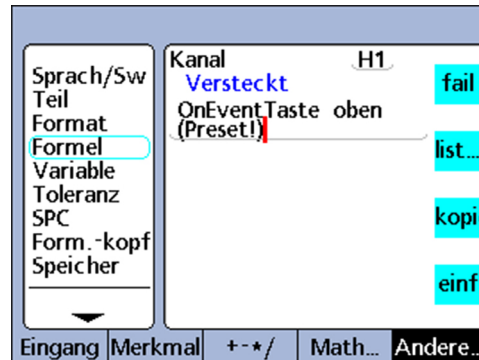 Sprach/Sw
Teil
Format
Formel
Variable
Toleranz
SPC
Form.-kopf
Speicher
Kanal H1
Versteckt
OnEventTaste oben
(Preset!)
fail
list...
kopi
einf
Eingang Merkmal +-*/ Math... Andere..